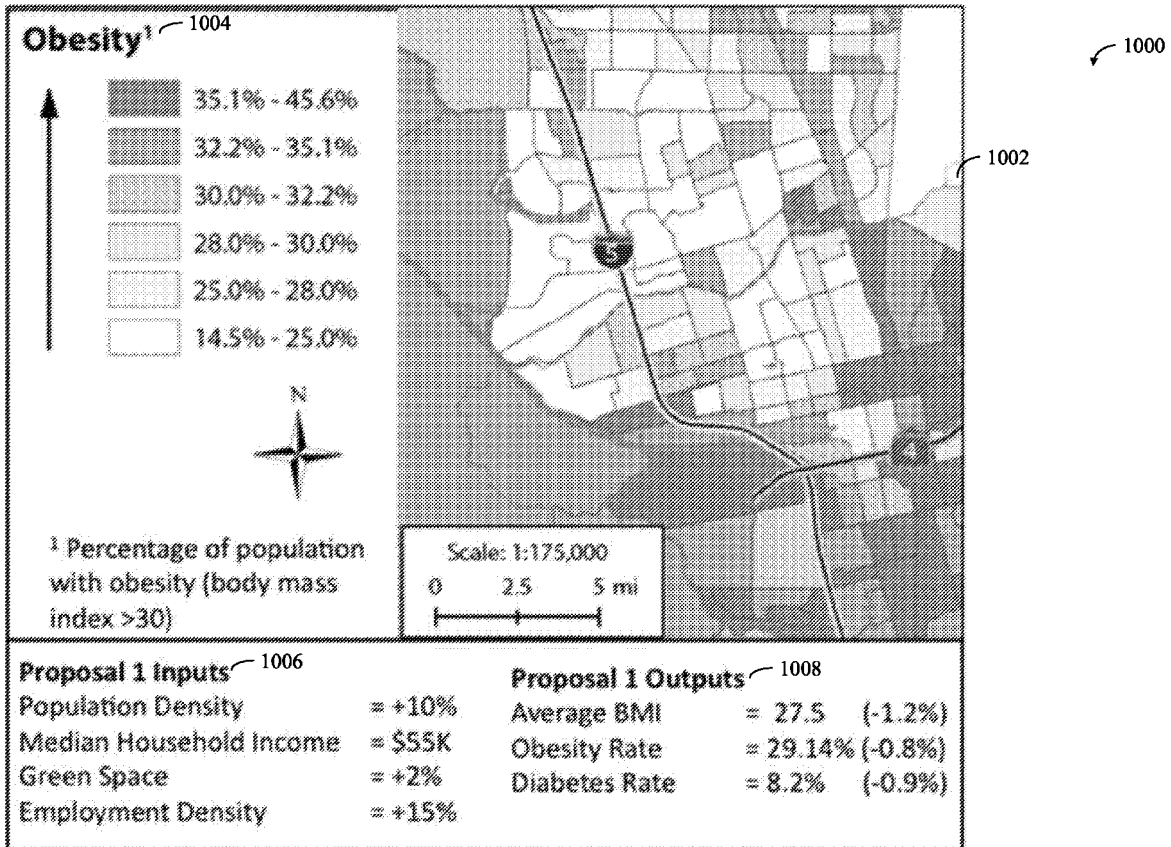 Obesity¹
1004
1000
35.1% - 45.6%
32.2% - 35.1%
30.0% - 32.2%
28.0% - 30.0%
25.0% - 28.0%
14.5% - 25.0%
1002
5
N
4
¹ Percentage of population
with obesity (body mass
index >30)
Scale: 1:175,000
0 2.5 5 mi
Proposal 1 Inputs
1006
Population Density = +10%
Median Household Income = $55K
Green Space = +2%
Employment Density = +15%
Proposal 1 Outputs
1008
Average BMI = 27.5 (-1.2%)
Obesity Rate = 29.14% (-0.8%)
Diabetes Rate = 8.2% (-0.9%)